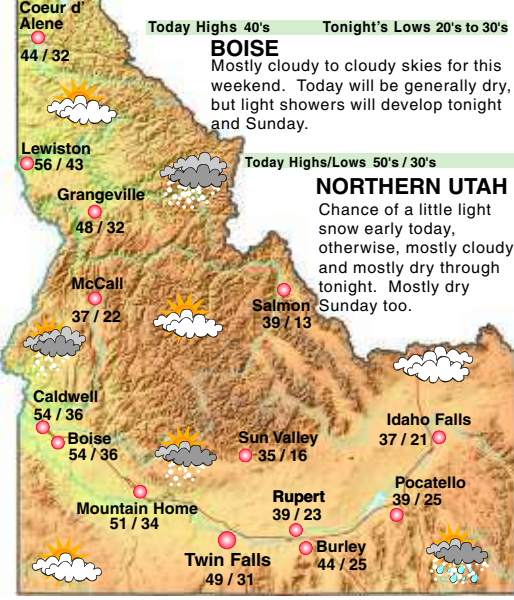 Coeur d'
Alene
44 / 32
Today Highs 40's Tonight's Lows 20's to 30's
BOISE
Mostly cloudy to cloudy skies for this
weekend. Today will be generally dry,
but light showers will develop tonight
and Sunday.
Lewiston
56 / 43
Today Highs/Lows 50's / 30's
NORTHERN UTAH
Chance of a little light
snow early today,
otherwise, mostly cloudy
and mostly dry through
tonight. Mostly dry
Sunday too.
Grangeville
48 / 32
McCall
37 / 22
Salmon
39 / 13
Caldwell
54 / 36
Boise
54 / 36
Sun Valley
35 / 16
Idaho Falls
37 / 21
Mountain Home
51 / 34
Rupert
39 / 23
Pocatello
39 / 25
Twin Falls
49 / 31
Burley
44 / 25